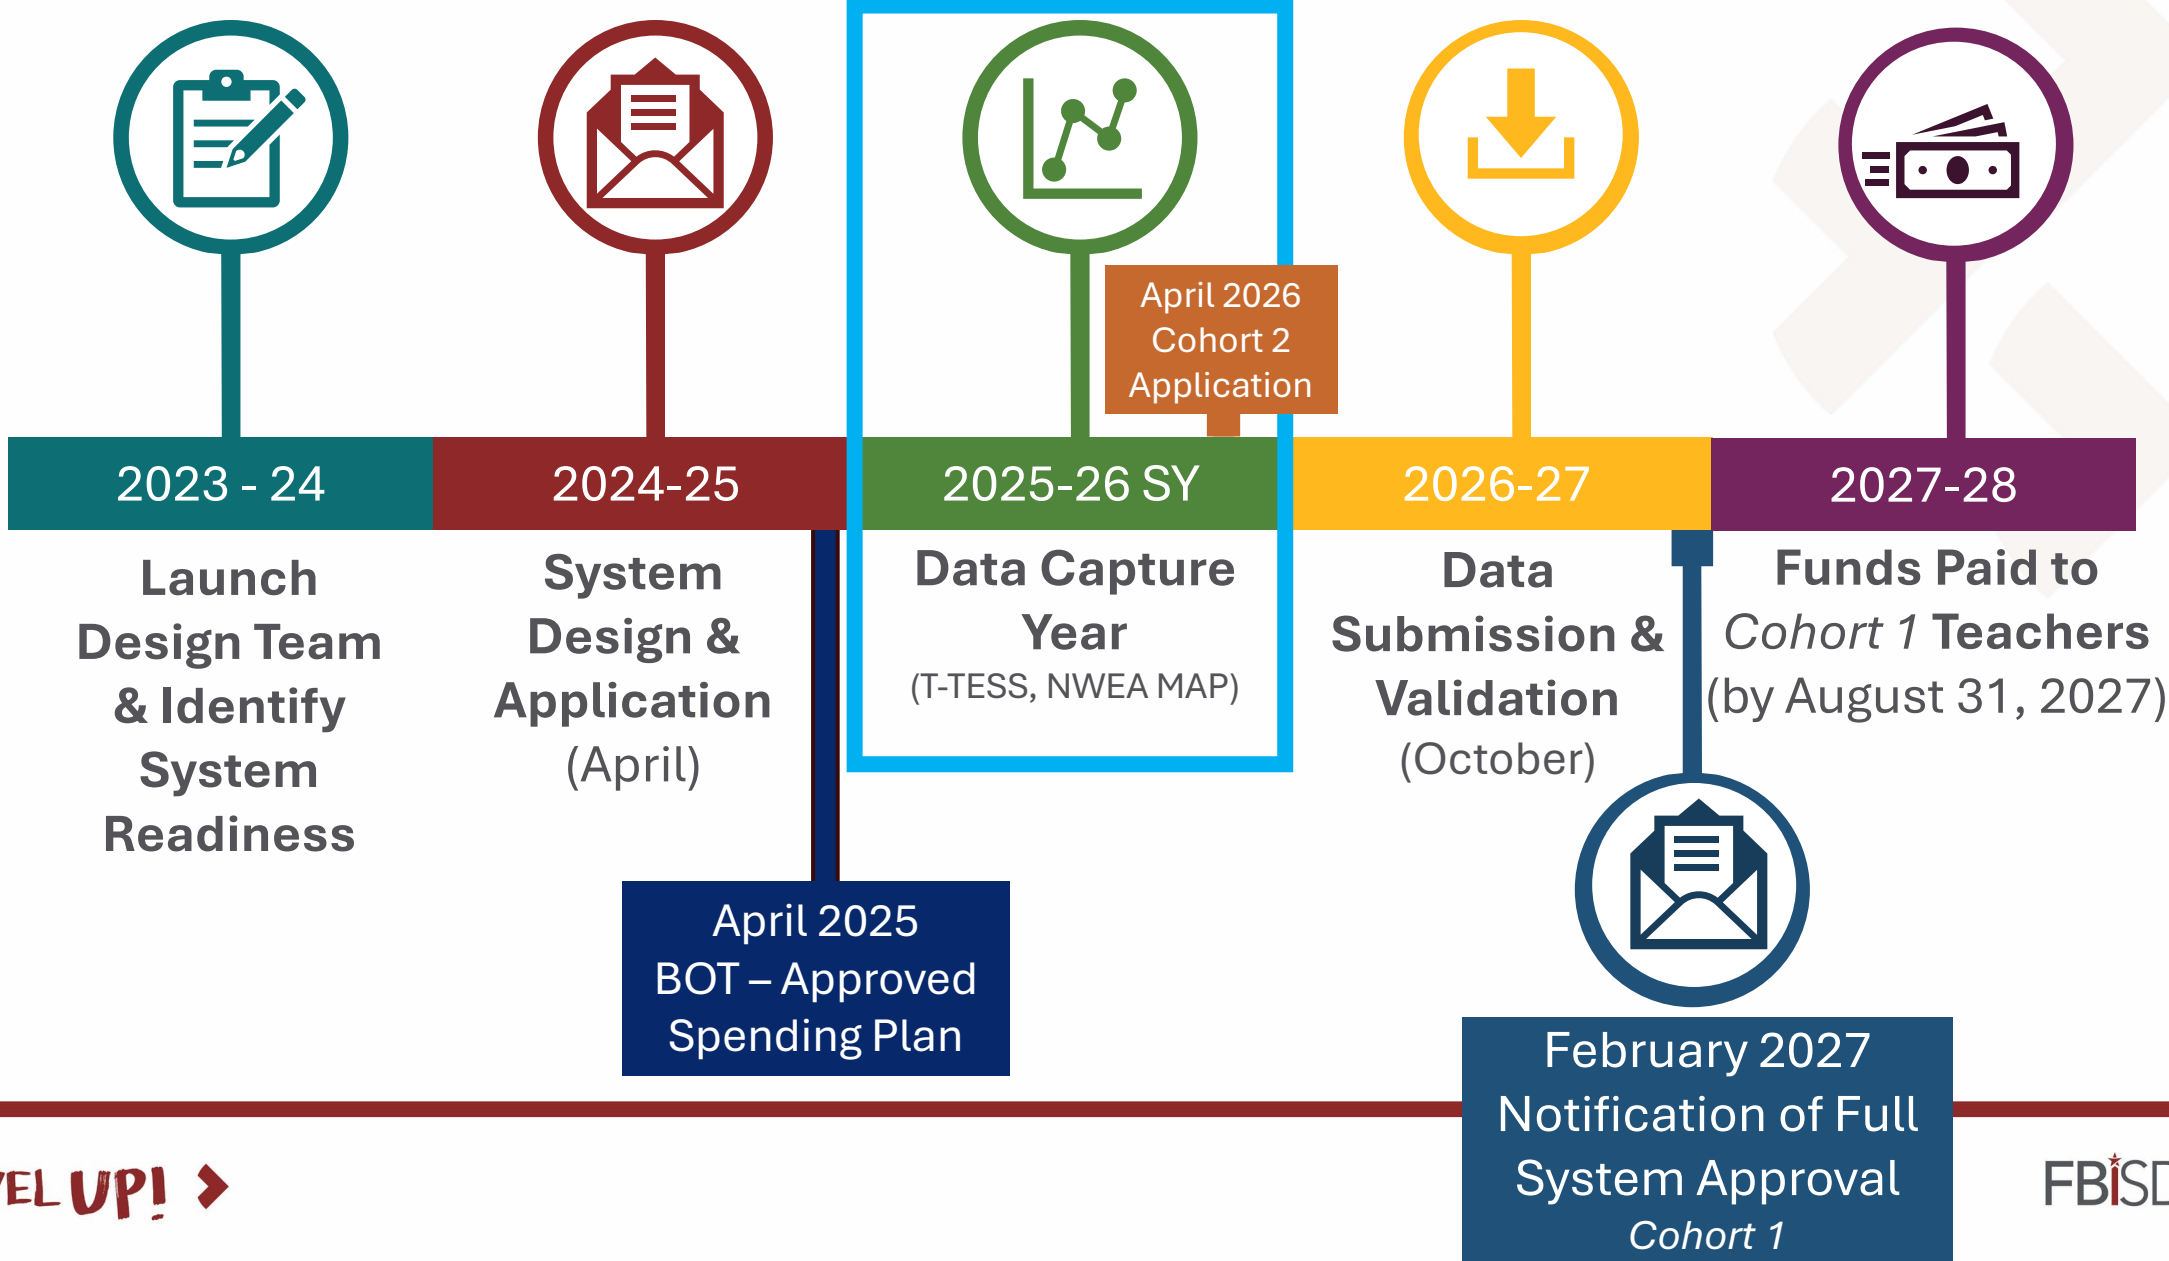 April 2026
Cohort 2
Application
2023 - 24
2024-25
2025-26 SY
2026-27
2027-28
Launch
Design Team
& Identify
System
Readiness
System
Design &
Application
(April)
Data Capture
Year
(T-TESS, NWEA MAP)
Data
Submission &
Validation
(October)
Funds Paid to
Cohort 1 Teachers
(by August 31, 2027)
April 2025
BOT – Approved
Spending Plan
February 2027
Notification of Full
System Approval
Cohort 1
VEL UP!
FBISD